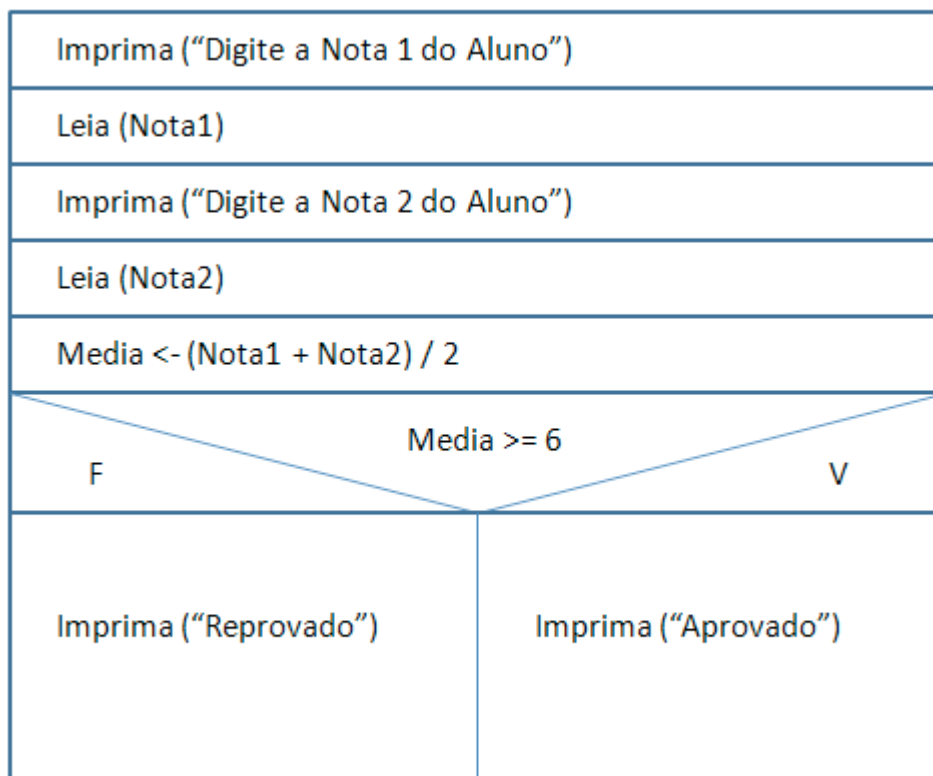 Imprima (“Digite a Nota 1 do Aluno”)
Leia (Nota1)
Imprima (“Digite a Nota 2 do Aluno”)
Leia (Nota2)
Media <- (Nota1 + Nota2) / 2
Media >= 6
F
V
Imprima (“Reprovado”)
Imprima (“Aprovado”)